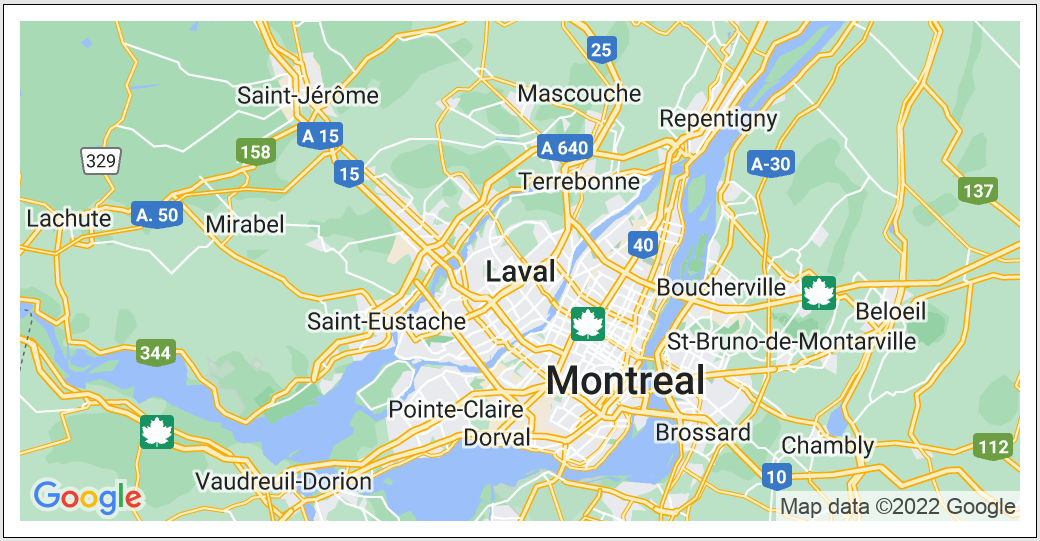 25
Saint-Jérôme
Mascouche
Repentigny
A 15
158
A 640
329
15
A-30
Terrebonne
137
Lachute
A. 50
Mirabel
40
Laval
Boucherville
Beloeil
Saint-Eustache
St-Bruno-de-Montarville
344
Montreal
Pointe-Claire
Dorval
Brossard
Chambly
112
Vaudreuil-Dorion
10
Google
Map data ©2022 Google